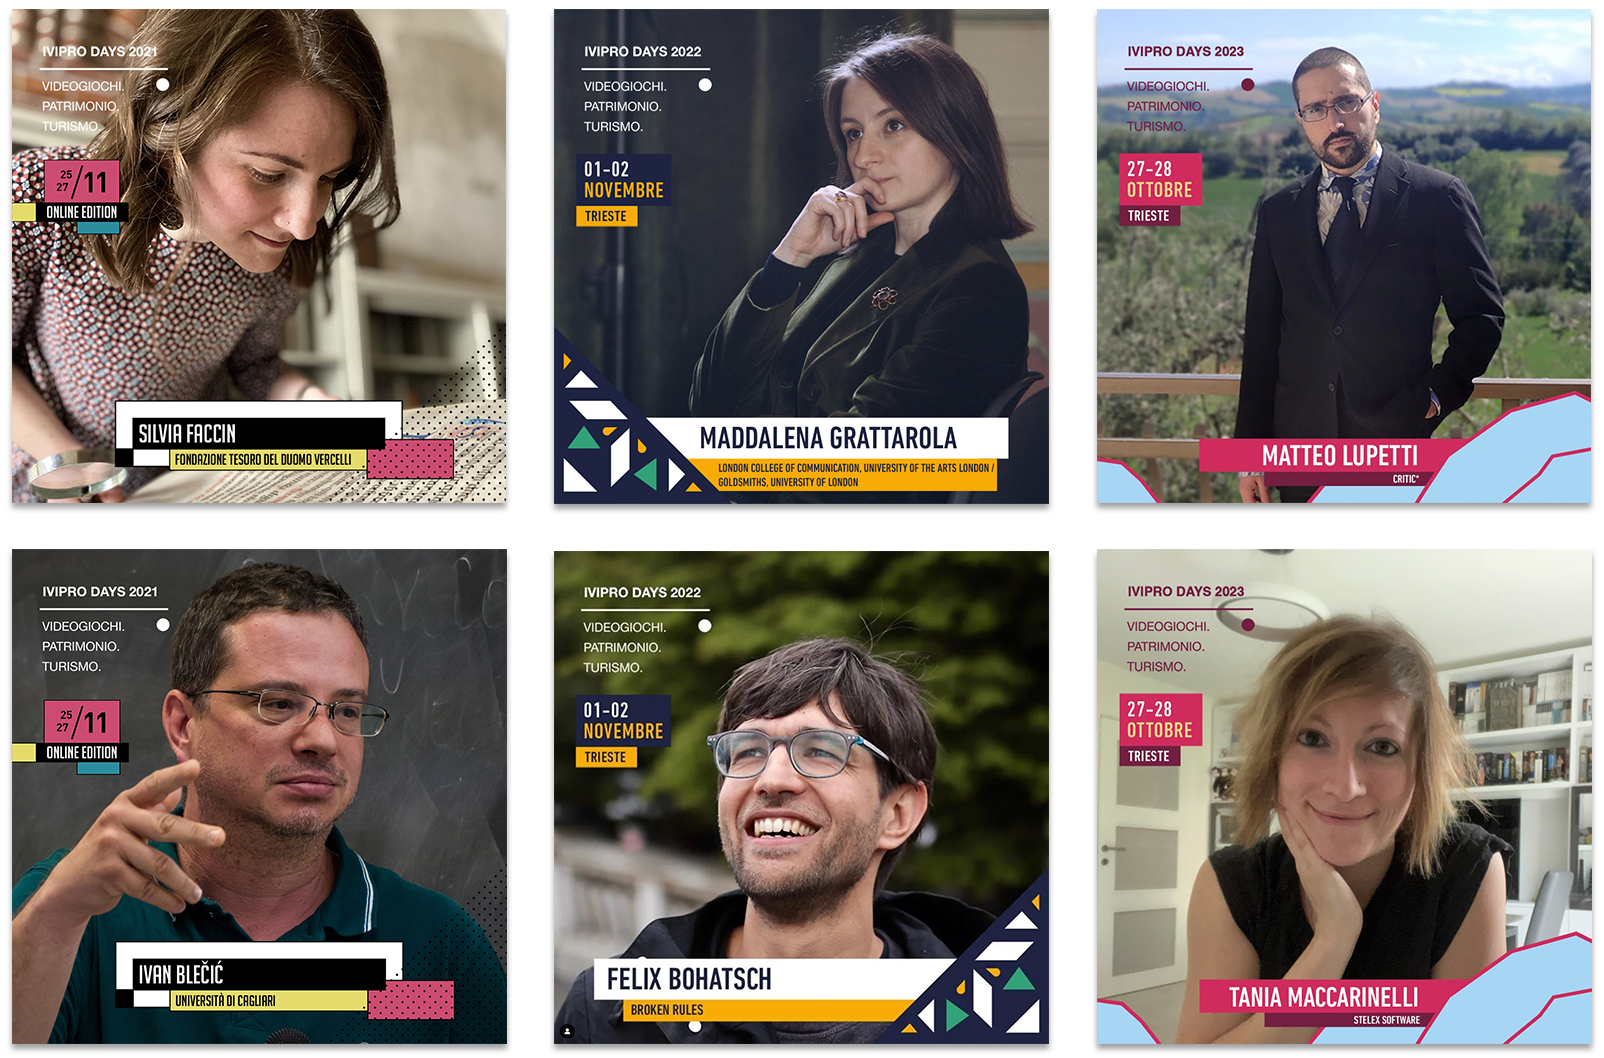 IVIPRO DAYS 2021
VIDEOGIOCHI.
PATRIMONIO.
TURISMO.
25
27/11
ONLINE EDITION
SILVIA FACCIN
FONDAZIONE TESORO DEL DUOMO VERCELLI
IVIPRO DAYS 2022
VIDEOGIOCHI.
PATRIMONIO.
TURISMO.
01-02
NOVEMBRE
TRIESTE
MADDALENA GRATTAROLA
LONDON COLLEGE OF COMMUNICATION, UNIVERSITY OF THE ARTS LONDON /
GOLDSMITHS, UNIVERSITY OF LONDON
IVIPRO DAYS 2023
VIDEOGIOCHI.
PATRIMONIO.
TURISMO.
27-28
OTTOBRE
TRIESTE
MATTEO LUPETTI
CRITIC*
IVIPRO DAYS 2021
VIDEOGIOCHI.
PATRIMONIO.
TURISMO.
25
27/11
ONLINE EDITION
IVAN BLEČIĆ
UNIVERSITÀ DI CAGLIARI
IVIPRO DAYS 2022
VIDEOGIOCHI.
PATRIMONIO.
TURISMO.
01-02
NOVEMBRE
TRIESTE
FELIX BOHATSCH
BROKEN RULES
IVIPRO DAYS 2023
VIDEOGIOCHI.
PATRIMONIO.
TURISMO.
27-28
OTTOBRE
TRIESTE
TANIA MACCARINELLI
STELEX SOFTWARE